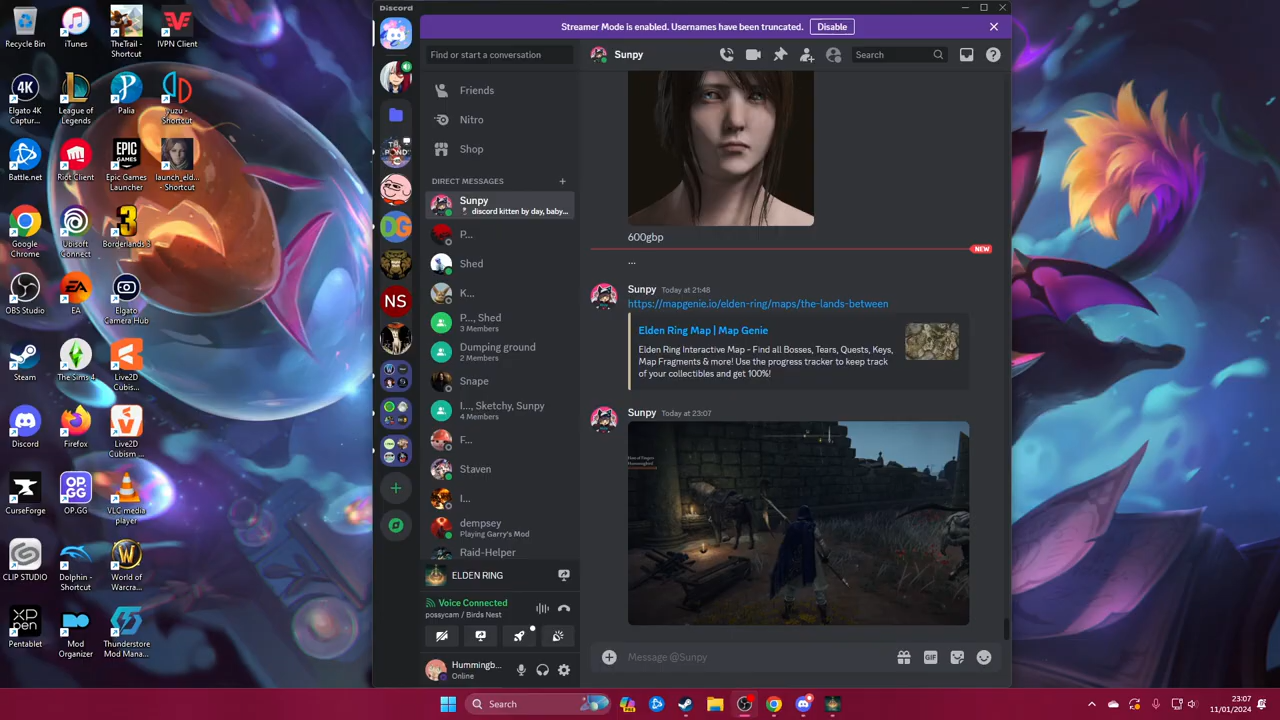 Recycle Bin
iTunes
TheTrail -
Shortcut
IVPN Client
Elgato 4K
Captur...
League of
Legends
Palia
yuzu -
Shortcut
Battle.net
Riot Client
Epic Games
Launcher
launch_eld...
- Shortcut
Google
Chrome
Ubisoft
Connect
Borderlands 3
OBS Studio
EA
Elgato
Camera Hub
Steam
The Sims 4
Live2D
Cubis...
Discord
Firefox
Live2D
Cubism ...
CurseForge
OP.GG
VLC media
player
CLIP STUDIO
Dolphin -
Shortcut
World of
Warcra...
Pentablet
Mod
Organizer
Thunderstore
Mod Mana...
Discord
Streamer Mode is enabled. Usernames have been truncated.
Disable
Find or start a conversation
Friends
Nitro
Shop
DIRECT MESSAGES
Sunpy
discord kitten by day, baby...
P...
Shed
K...
P..., Shed
3 Members
Dumping ground
2 Members
Snape
I..., Sketchy, Sunpy
4 Members
F...
Staven
I...
dempsey
Playing Garry's Mod
Raid-Helper
ELDEN RING
Voice Connected
possycam / Birds Nest
Hummingb...
Online
DG
NS
Sunpy
Search
600gbp
NEW
...
Sunpy Today at 21:48
https://mapgenie.io/elden-ring/maps/the-lands-between
Elden Ring Map | Map Genie
Elden Ring Interactive Map - Find all Bosses, Tears, Quests, Keys,
Map Fragments & more! Use the progress tracker to keep track
of your collectibles and get 100%!
Sunpy Today at 23:07
Message @Sunpy
GIF
Search
23:07
11/01/2024